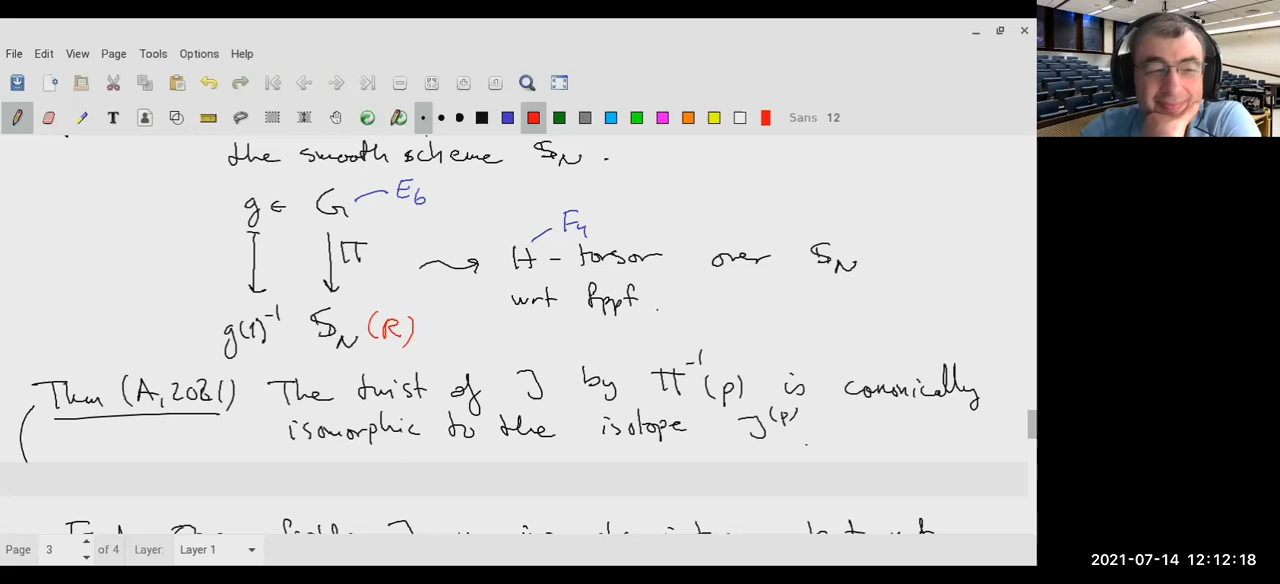 File Edit View Page Tools Options Help
Sans 12
the smooth scheme S_N .
g ∈ G — E6
π
H - torsor over S_N
F4
wrt fppf .
g(1)^{-1} S_N (R)
Thm (A, 2021) The twist of J by π^{-1}(p) is canonically
isomorphic to the isotope J^{(p)} .
Page 3 of 4 Layer: Layer 1
2021-07-14 12:12:18